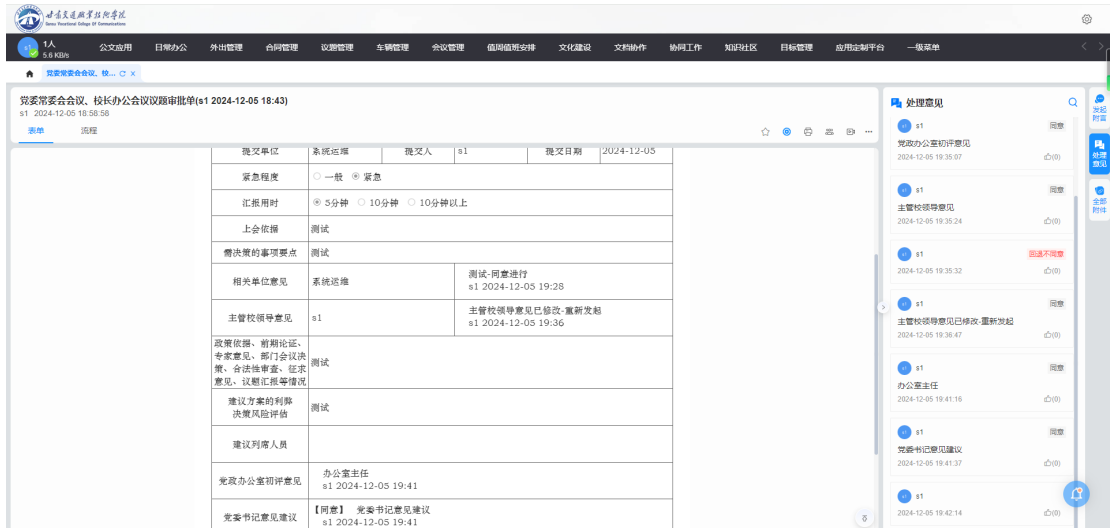 甘肃交通职业技术学院
Gansu Vocational College Of Communications
s1
1人
5.6 KB/s
公文应用 日常办公 外出管理 合同管理 议题管理 车辆管理 会议管理 值周值班安排 文化建设 文档协作 协同工作 知识社区 目标管理 应用定制平台 一级菜单
党委常委会会议、校...
党委常委会会议、校长办公会议议题审批单(s1 2024-12-05 18:43)
s1 2024-12-05 18:58:58
表单 流程
提交单位 系统运维 提交人 s1 提交日期 2024-12-05
紧急程度 一般 紧急
汇报用时 5分钟 10分钟 10分钟以上
上会依据 测试
需决策的事项要点 测试
相关单位意见 系统运维 测试-同意进行
s1 2024-12-05 19:28
主管校领导意见 s1 主管校领导意见已修改-重新发起
s1 2024-12-05 19:36
政策依据、前期论证、
专家意见、部门会议决
策、合法性审查、征求
意见、议题汇报等情况
测试
建议方案的利弊
决策风险评估
测试
建议列席人员
党政办公室初评意见 办公室主任
s1 2024-12-05 19:41
党委书记意见建议 【同意】 党委书记意见建议
s1 2024-12-05 19:41
处理意见
s1 同意
党政办公室初评意见
2024-12-05 19:35:07 (0)
s1 同意
主管校领导意见
2024-12-05 19:35:24 (0)
s1 回退不同意
2024-12-05 19:35:32 (0)
s1 同意
主管校领导意见已修改-重新发起
2024-12-05 19:36:47 (0)
s1 同意
办公室主任
2024-12-05 19:41:16 (0)
s1 同意
党委书记意见建议
2024-12-05 19:41:37 (0)
s1
2024-12-05 19:42:14 (0)
发起
附言
处理
意见
全部
附件